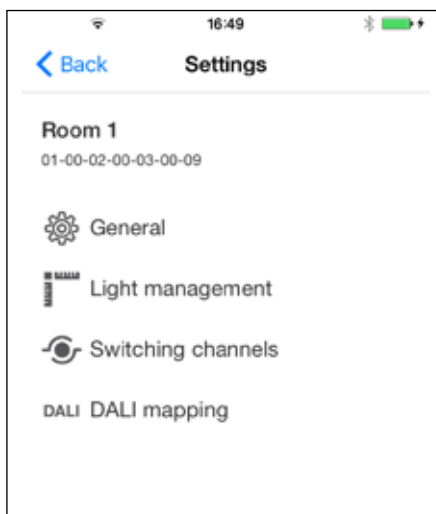 16:49
Back Settings
Room 1
01-00-02-00-03-00-09
General
Light management
Switching channels
DALI DALI mapping